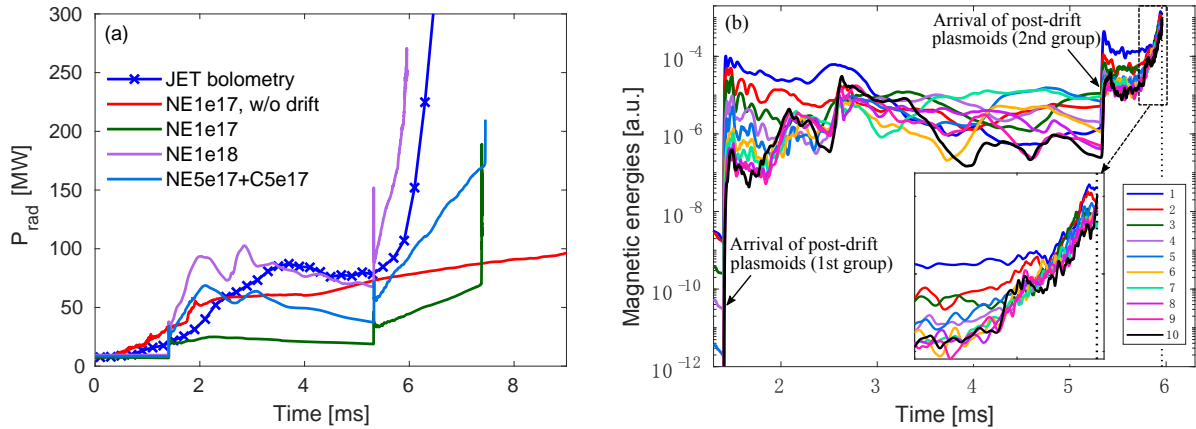 (a)
300
250
200
150
100
50
0
P_rad [MW]
JET bolometry
NE1e17, w/o drift
NE1e17
NE1e18
NE5e17+C5e17
0 2 4 6 8
Time [ms]
(b)
Arrival of post-drift
plasmoids (2nd group)
10^-4
10^-6
10^-8
10^-10
10^-12
Magnetic energies [a.u.]
Arrival of post-drift
plasmoids (1st group)
1
2
3
4
5
6
7
8
9
10
2 3 4 5 6
Time [ms]